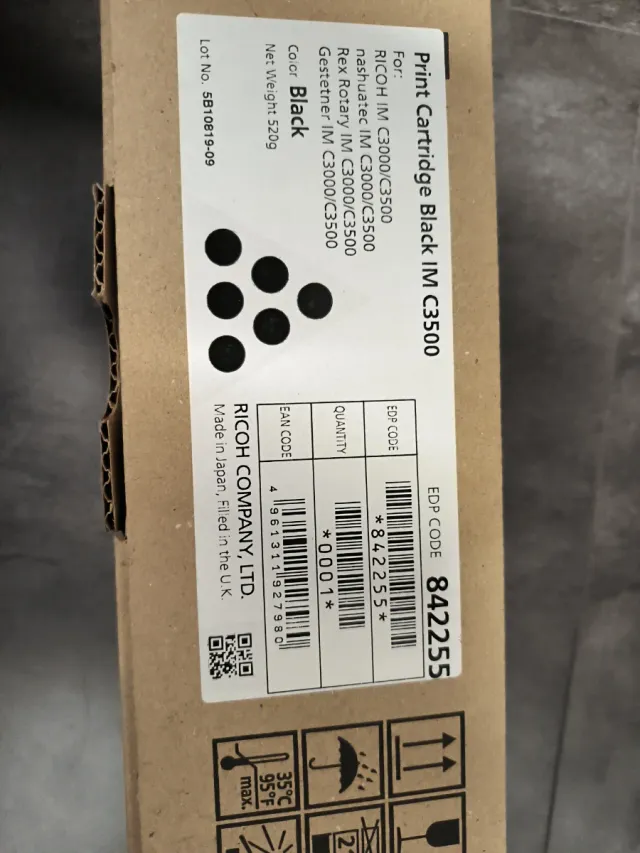 Print Cartridge Black IM C3500
For:
RICOH IM C3000/C3500
nashuatec IM C3000/C3500
Rex Rotary IM C3000/C3500
Gestetner IM C3000/C3500
Color Black
Net Weight 520g
Lot No. 5B10819-09
EDP CODE 842255
EDP CODE
*842255*
QUANTITY
*0001*
EAN CODE
4 961311 927980
RICOH COMPANY, LTD.
Made in Japan, Filled in the U.K.
35°C
95°F
max.